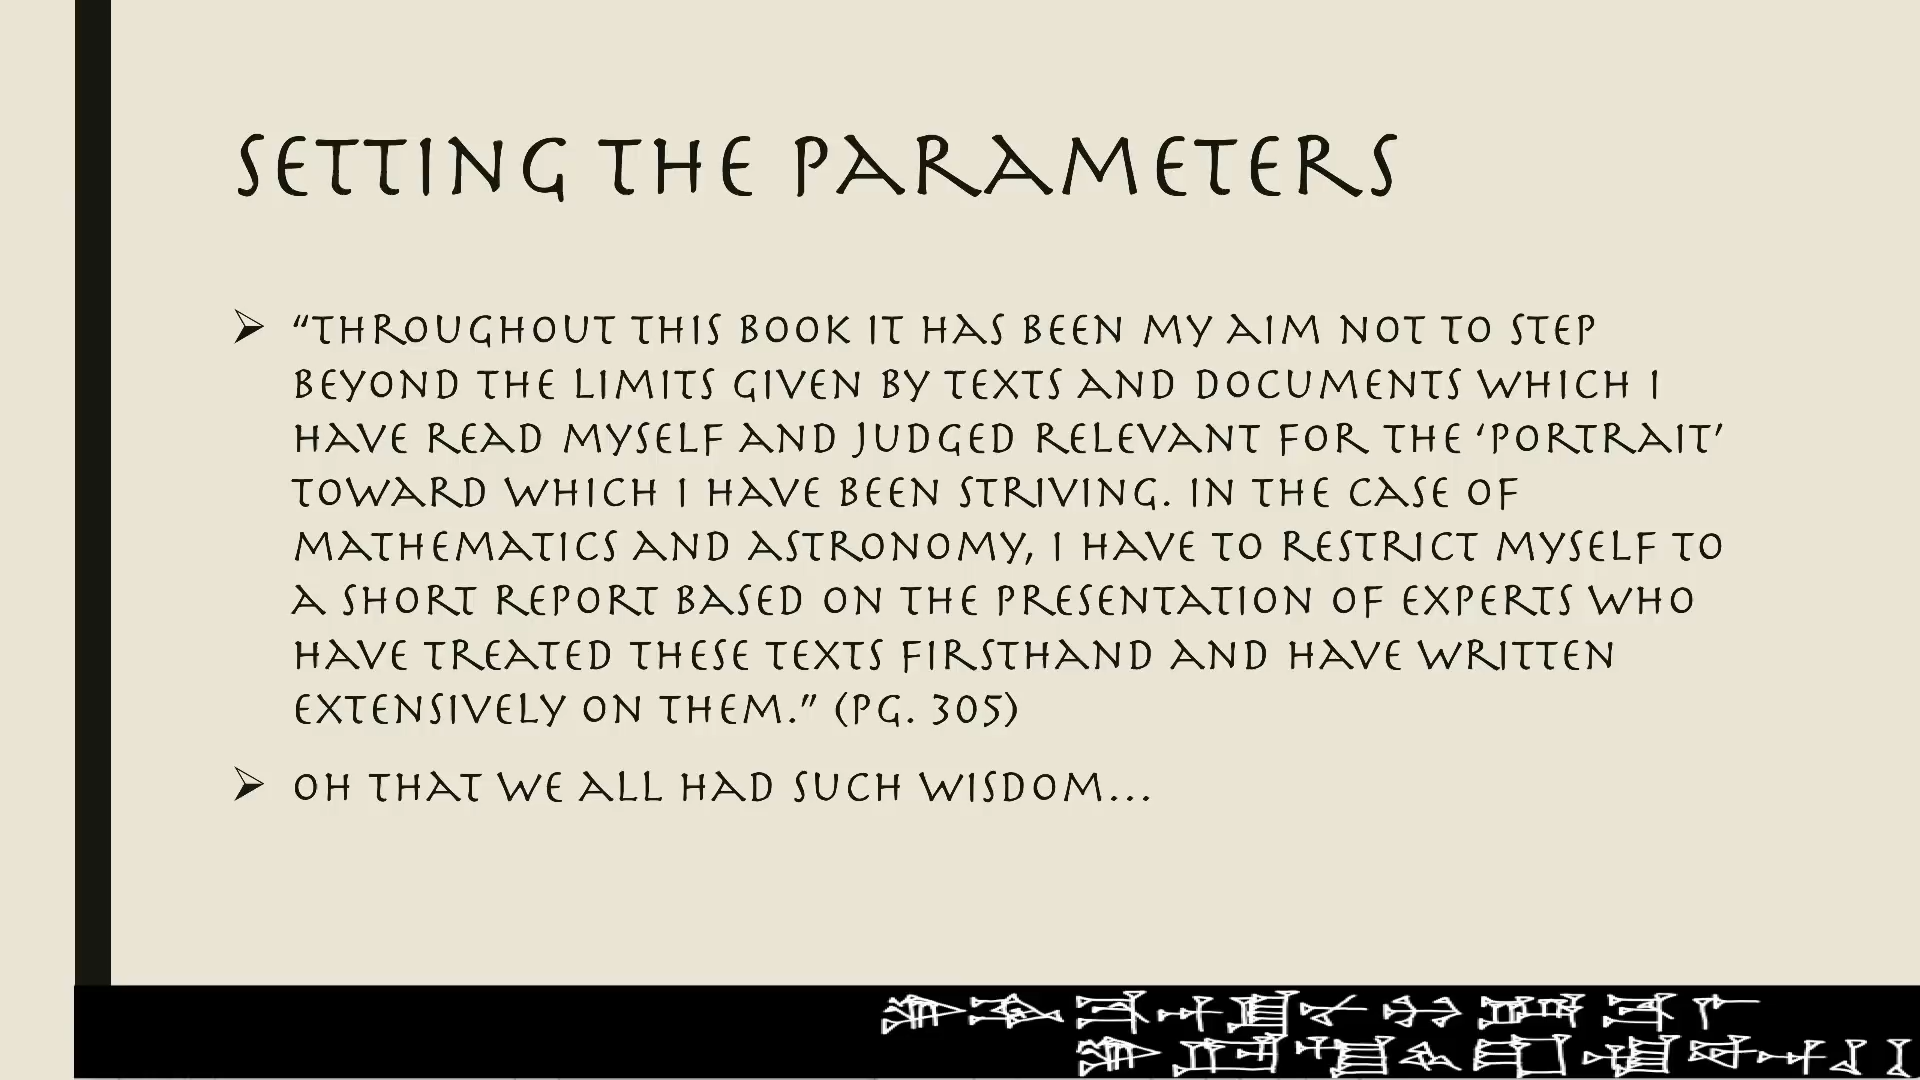 SETTING THE PARAMETERS
“THROUGHOUT THIS BOOK IT HAS BEEN MY AIM NOT TO STEP
BEYOND THE LIMITS GIVEN BY TEXTS AND DOCUMENTS WHICH I
HAVE READ MYSELF AND JUDGED RELEVANT FOR THE ‘PORTRAIT’
TOWARD WHICH I HAVE BEEN STRIVING. IN THE CASE OF
MATHEMATICS AND ASTRONOMY, I HAVE TO RESTRICT MYSELF TO
A SHORT REPORT BASED ON THE PRESENTATION OF EXPERTS WHO
HAVE TREATED THESE TEXTS FIRSTHAND AND HAVE WRITTEN
EXTENSIVELY ON THEM.” (PG. 305)
OH THAT WE ALL HAD SUCH WISDOM...